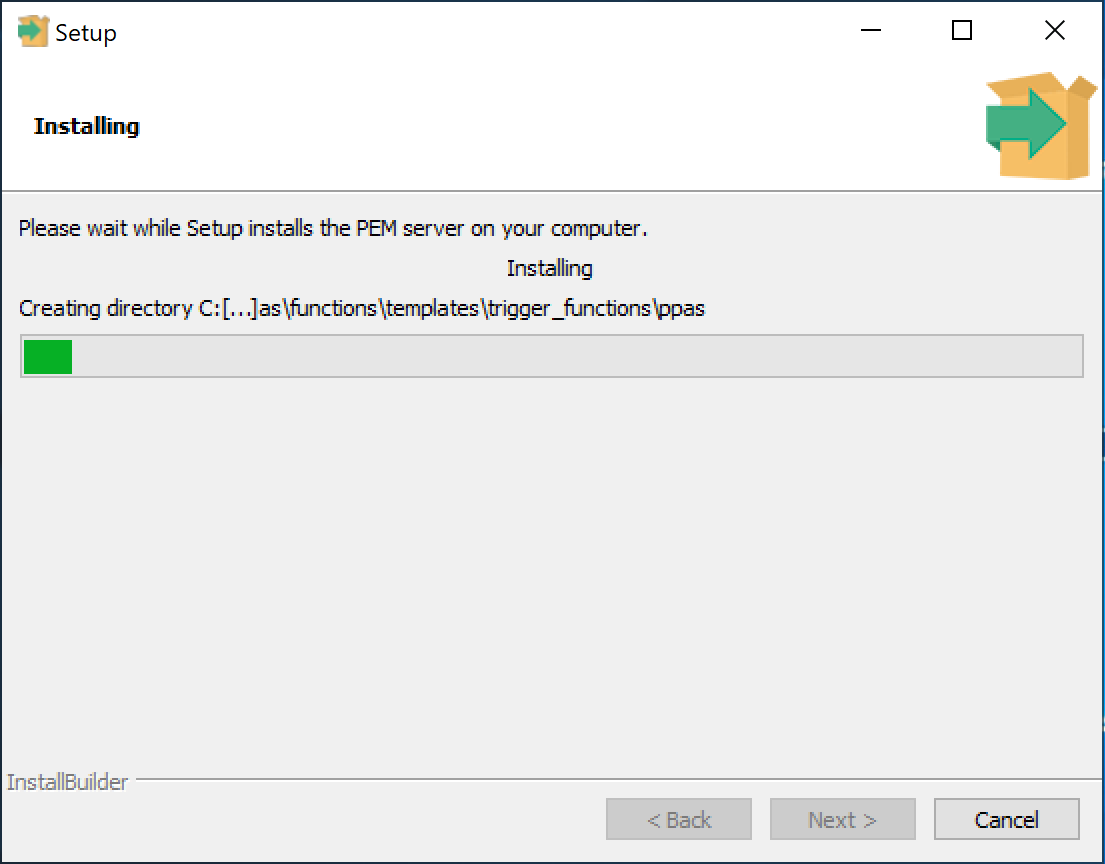 Setup
Installing
Please wait while Setup installs the PEM server on your computer.
Installing
Creating directory C:[...]as\functions\templates\trigger_functions\ppas
InstallBuilder
< Back
Next >
Cancel